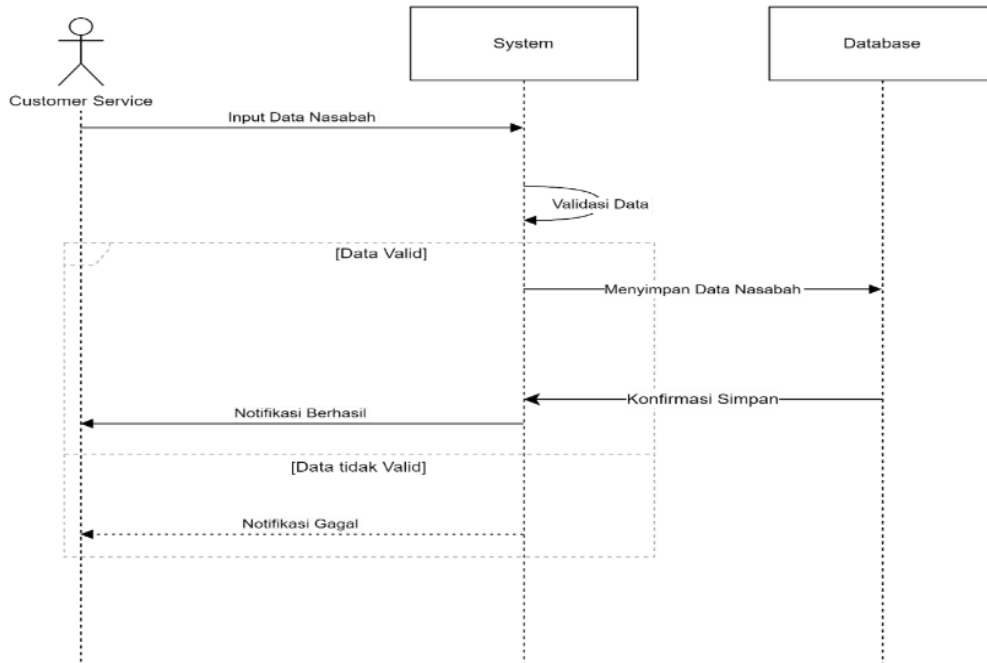 System
Database
Customer Service
Input Data Nasabah
Validasi Data
[Data Valid]
Menyimpan Data Nasabah
Konfirmasi Simpan
Notifikasi Berhasil
[Data tidak Valid]
Notifikasi Gagal